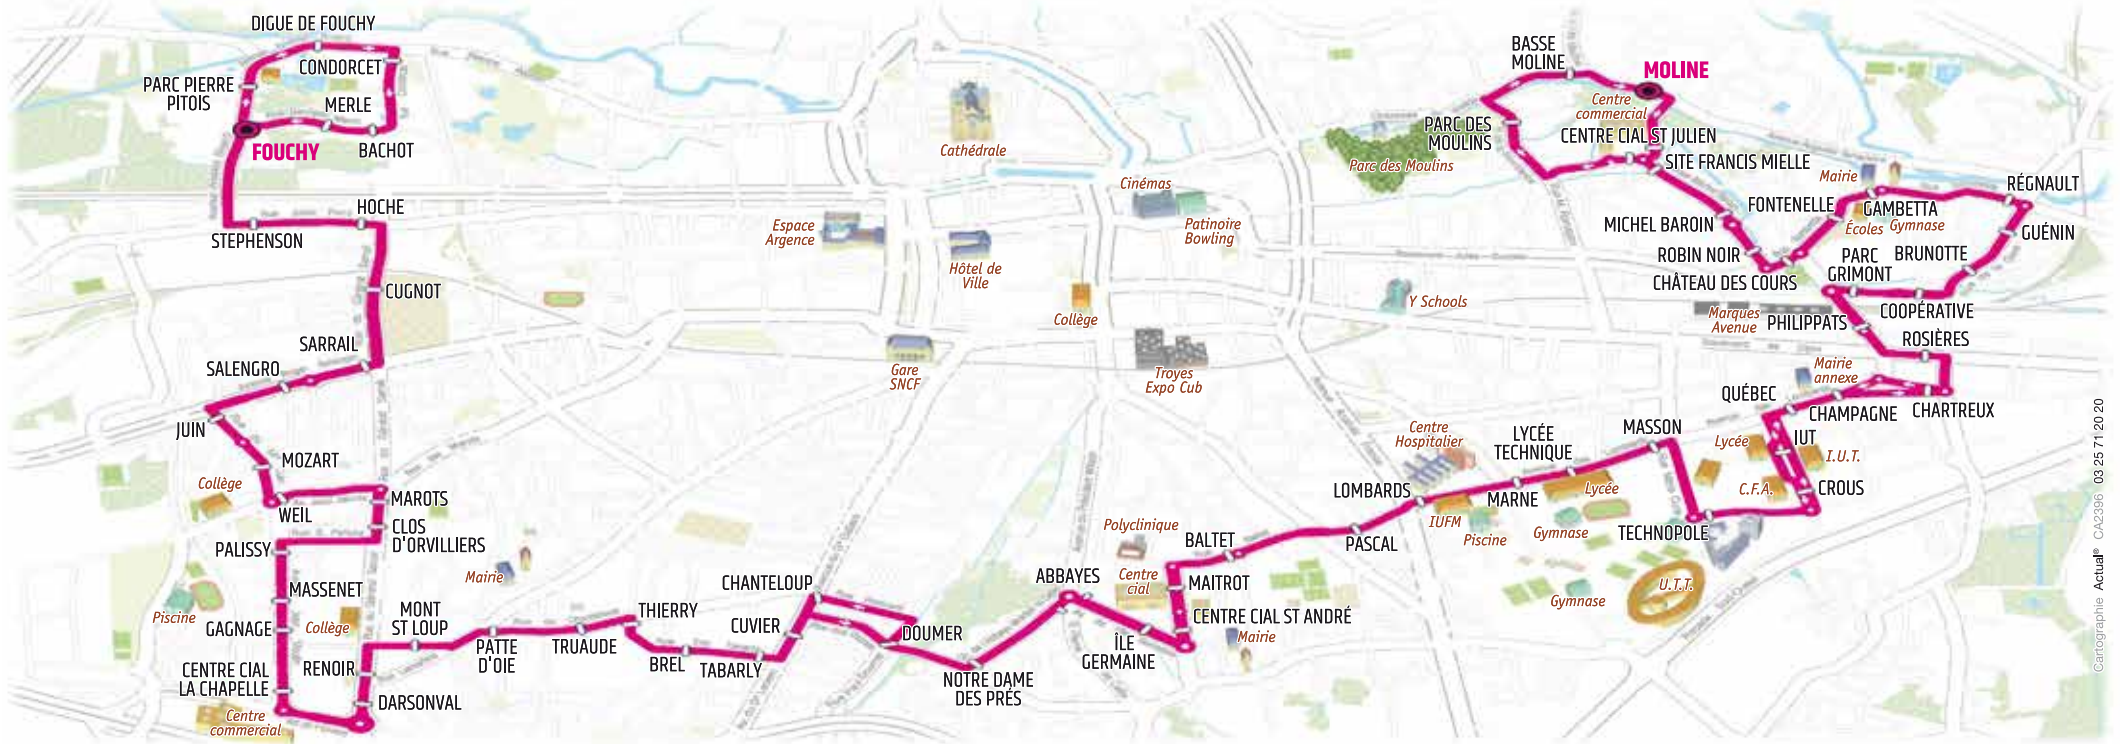 DIGUE DE FOUCHY
CONDORCET
PARC PIERRE
PITOIS
MERLE
BACHOT
FOUCHY
HOCHE
STEPHENSON
CUGNOT
SARRAIL
SALENGRO
JUIN
MOZART
Collège
WEIL
MAROTS
CLOS
D'ORVILLIERS
PALISSY
MASSENET
Piscine
GAGNAGE
Collège
CENTRE CIAL
LA CHAPELLE
RENOIR
DARSONVAL
Centre
commercial
MONT
ST LOUP
Mairie
PATTE
D'OIE
TRUAUDE
THIERRY
BREL
TABARLY
CUVIER
CHANTELOUP
DOUMER
NOTRE DAME
DES PRÉS
ABBAYES
ÎLE
GERMAINE
Polyclinique
Centre
cial
BALTET
MAITROT
CENTRE CIAL ST ANDRÉ
Mairie
PASCAL
LOMBARDS
Centre
Hospitalier
IUFM
Piscine
MARNE
LYCÉE
TECHNIQUE
Lycée
Gymnase
Gymnase
U.T.T.
MASSON
TECHNOPOLE
CROUS
C.F.A.
Lycée
IUT
I.U.T.
QUÉBEC
CHAMPAGNE
CHARTREUX
Mairie
annexe
ROSIÈRES
PHILIPPATS
Marques
Avenue
COOPÉRATIVE
PARC
GRIMONT
BRUNOTTE
GUÉNIN
RÉGNAULT
GAMBETTA
Écoles
Gymnase
Mairie
FONTENELLE
CHÂTEAU DES COURS
ROBIN NOIR
MICHEL BAROIN
SITE FRANCIS MIELLE
CENTRE CIAL ST JULIEN
Centre
commercial
MOLINE
BASSE
MOLINE
PARC DES
MOULINS
Parc des Moulins
Cathédrale
Cinémas
Patinoire
Bowling
Espace
Argence
Hôtel de
Ville
Collège
Gare
SNCF
Troyes
Expo Cub
Y Schools
Cartographie Actual® CA2396 03 25 71 20 20